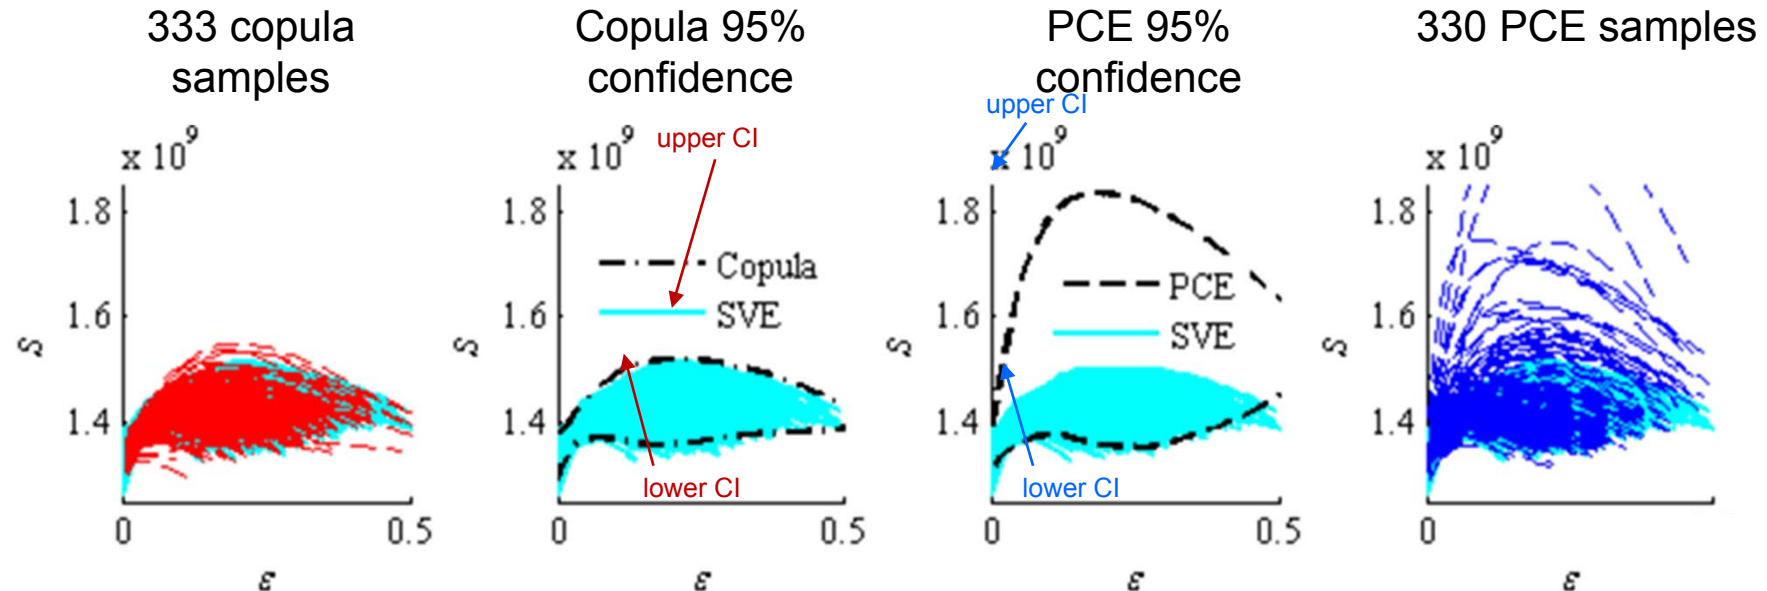 333 copula
samples
Copula 95%
confidence
PCE 95%
confidence
330 PCE samples
x 10^9
1.8
1.6
1.4
S
0
0.5
ε
upper CI
x 10^9
1.8
Copula
1.6
SVE
S
1.4
lower CI
0
0.5
ε
upper CI
x 10^9
1.8
PCE
1.6
SVE
S
1.4
lower CI
0
0.5
ε
x 10^9
1.8
1.6
S
1.4
0
ε